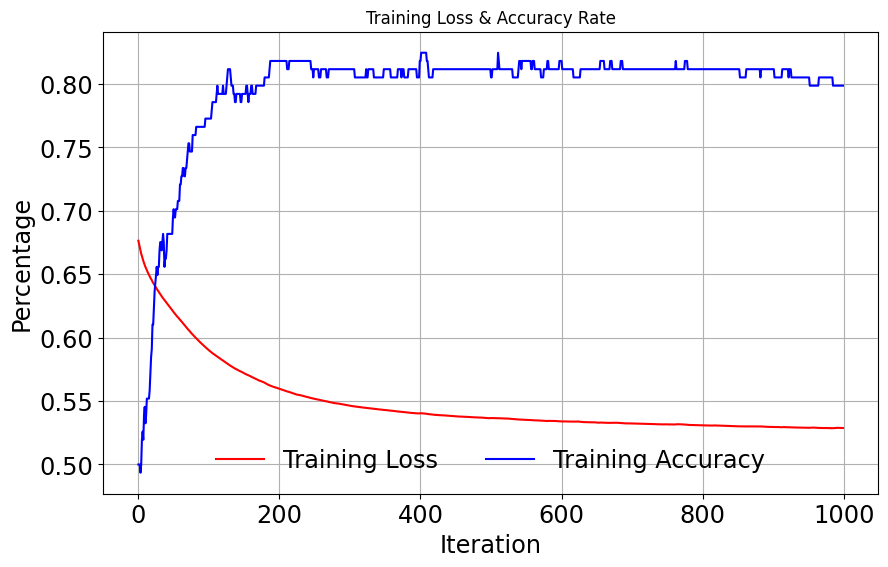 Training Loss & Accuracy Rate
Percentage
0.80
0.75
0.70
0.65
0.60
0.55
0.50
Training Loss
Training Accuracy
0 200 400 600 800 1000
Iteration